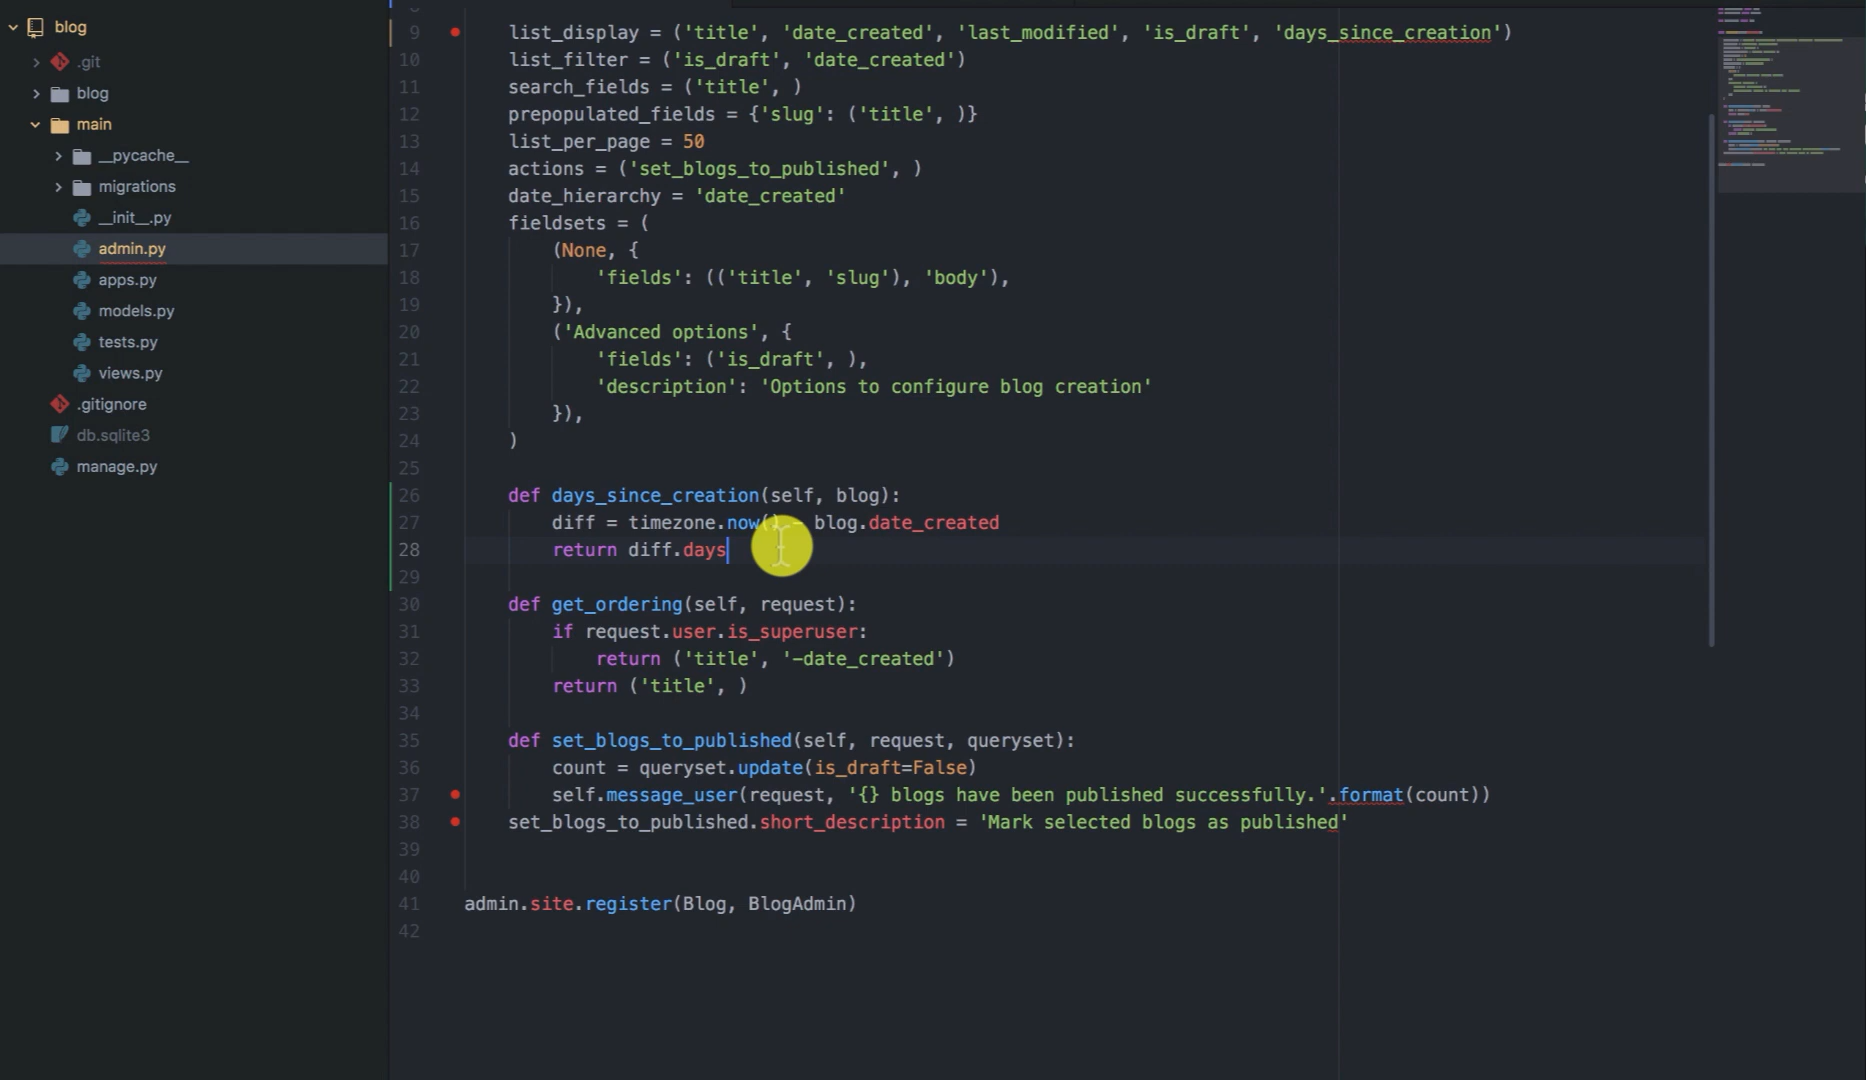 blog
.git
blog
main
__pycache__
migrations
__init__.py
admin.py
apps.py
models.py
tests.py
views.py
.gitignore
db.sqlite3
manage.py
9 list_display = ('title', 'date_created', 'last_modified', 'is_draft', 'days_since_creation')
10 list_filter = ('is_draft', 'date_created')
11 search_fields = ('title', )
12 prepopulated_fields = {'slug': ('title', )}
13 list_per_page = 50
14 actions = ('set_blogs_to_published', )
15 date_hierarchy = 'date_created'
16 fieldsets = (
17 (None, {
18 'fields': (('title', 'slug'), 'body'),
19 }),
20 ('Advanced options', {
21 'fields': ('is_draft', ),
22 'description': 'Options to configure blog creation'
23 }),
24 )
25
26 def days_since_creation(self, blog):
27 diff = timezone.now() - blog.date_created
28 return diff.days
29
30 def get_ordering(self, request):
31 if request.user.is_superuser:
32 return ('title', '-date_created')
33 return ('title', )
34
35 def set_blogs_to_published(self, request, queryset):
36 count = queryset.update(is_draft=False)
37 self.message_user(request, '{} blogs have been published successfully.'.format(count))
38 set_blogs_to_published.short_description = 'Mark selected blogs as published'
39
40
41 admin.site.register(Blog, BlogAdmin)
42